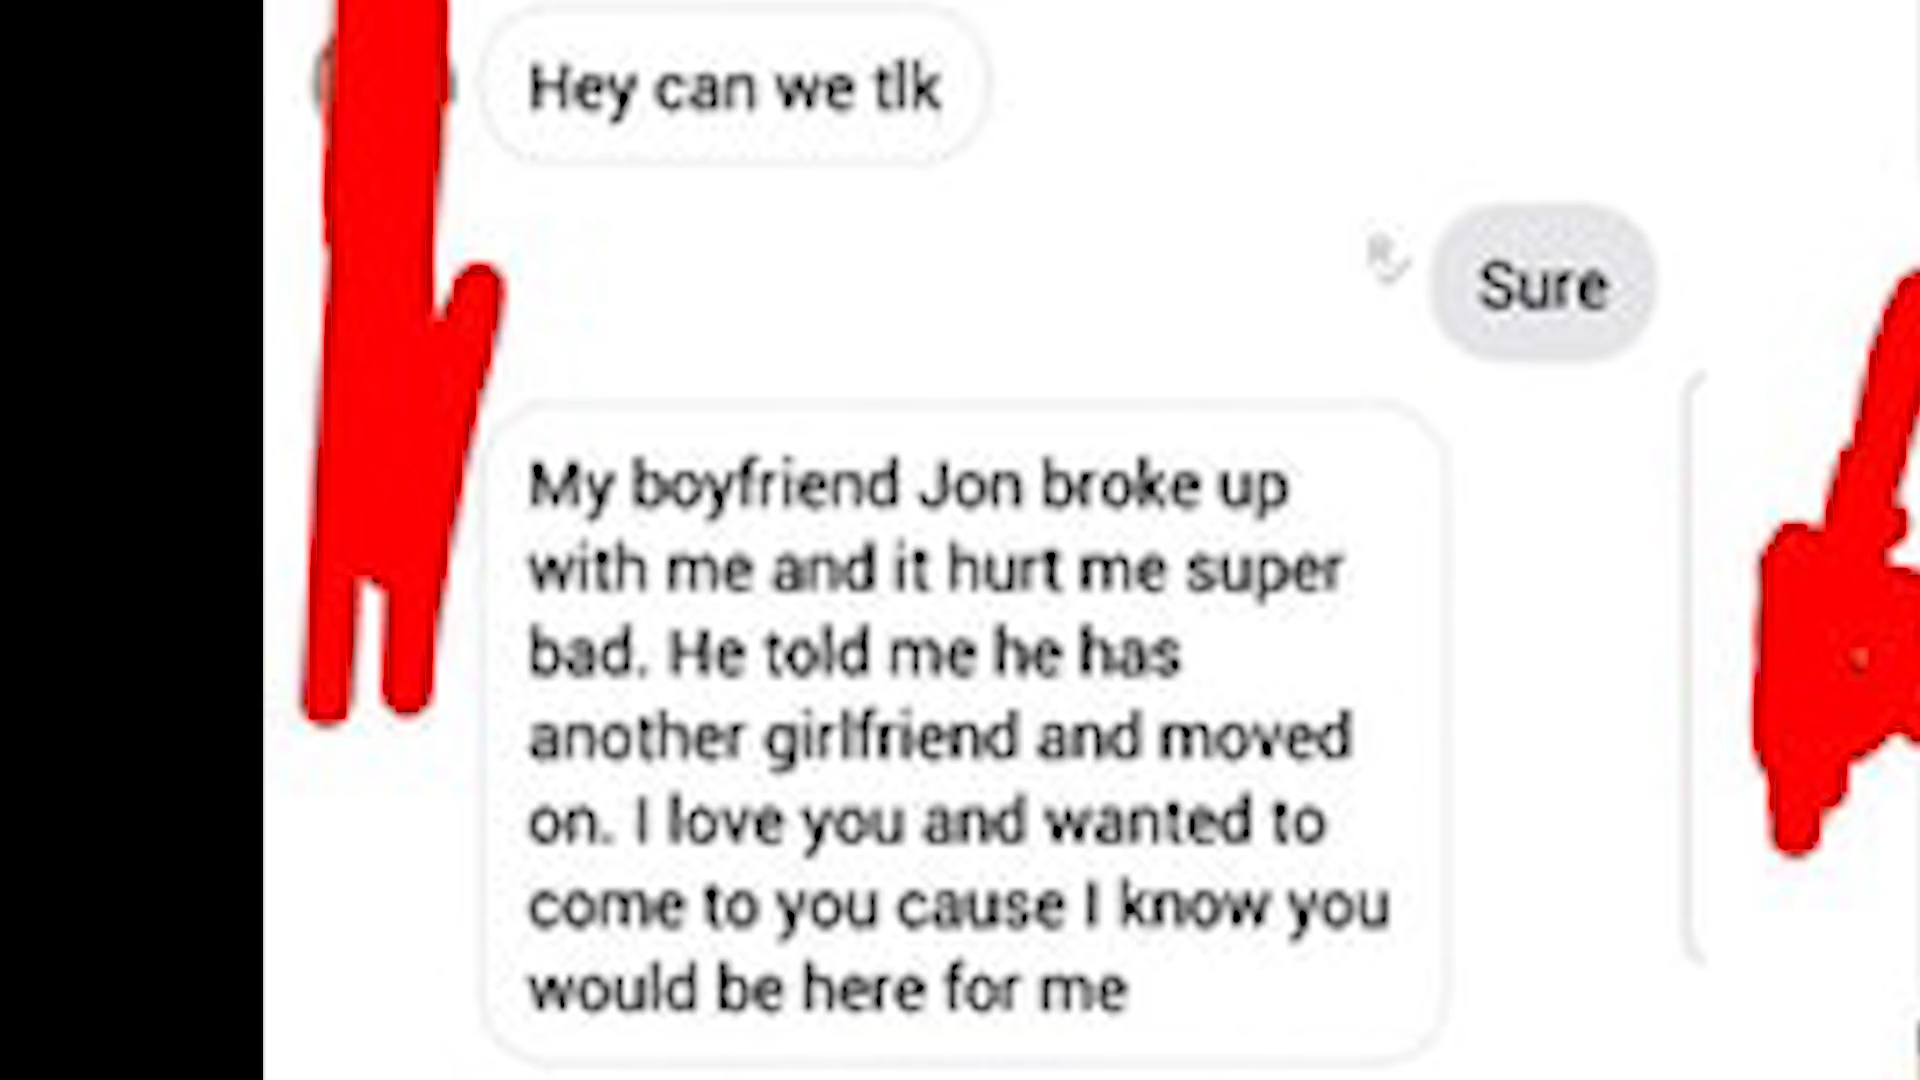 Hey can we tlk
Sure
My boyfriend Jon broke up
with me and it hurt me super
bad. He told me he has
another girlfriend and moved
on. I love you and wanted to
come to you cause I know you
would be here for me